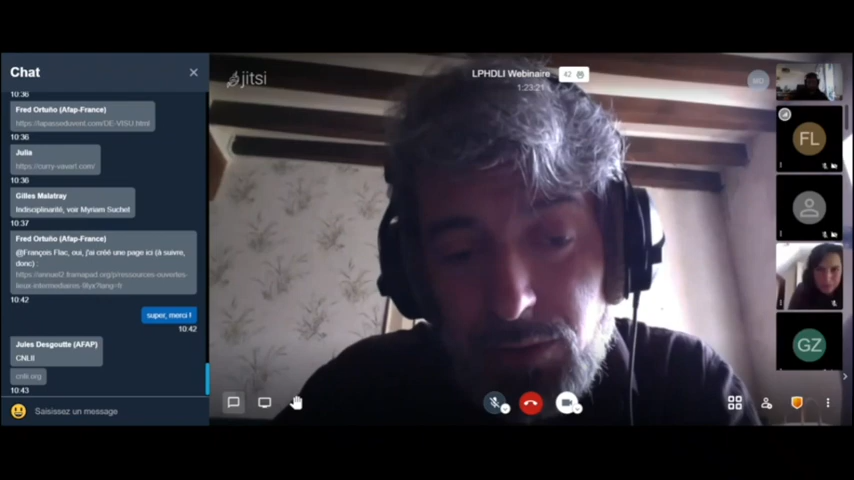 Chat
10:36
Fred Ortuño (Afap-France)
https://lapasseduvent.com/DE-VISU.html
10:36
Julia
https://curry-vavart.com/
10:36
Gilles Malatray
Indisciplinarité, voir Myriam Suchet
10:37
Fred Ortuño (Afap-France)
@François Flac, oui, j'ai créé une page ici (à suivre,
donc) :
10:42
super, merci !
10:42
Jules Desgoutte (AFAP)
CNLII
cnlii.org
10:43
Saisissez un message
jitsi
LPHDLI Webinaire
42
1:23:21
MD
FL
GZ